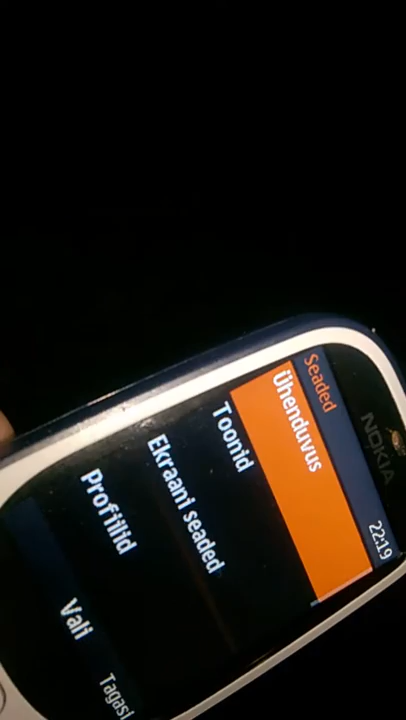 NOKIA
Seaded 22:19
Ühenduvus
Toonid
Ekraani seaded
Profiilid
Vali Tagasi